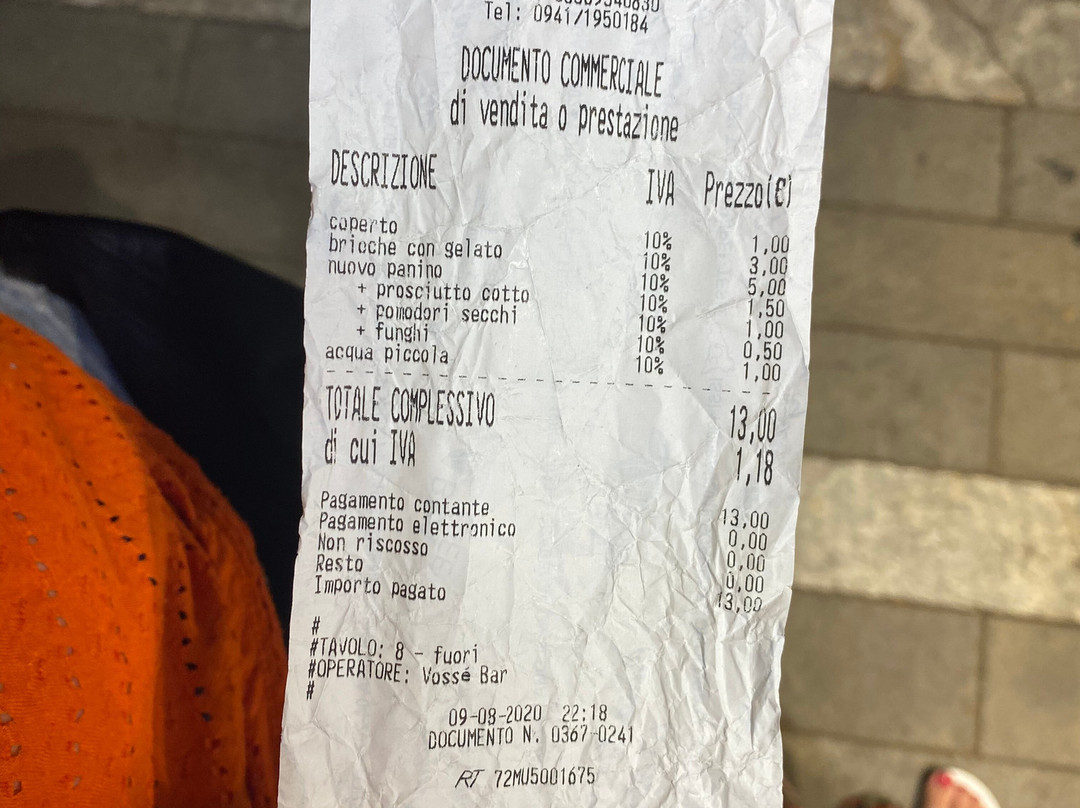 Tel: 0941/1950184
DOCUMENTO COMMERCIALE
di vendita o prestazione
DESCRIZIONE IVA Prezzo(€)
coperto 10% 1,00
brioche con gelato 10% 3,00
nuovo panino 10% 5,00
+ prosciutto cotto 10% 1,50
+ pomodori secchi 10% 1,00
+ funghi 10% 0,50
acqua piccola 10% 1,00
TOTALE COMPLESSIVO 13,00
di cui IVA 1,18
Pagamento contante 13,00
Pagamento elettronico 0,00
Non riscosso 0,00
Resto 0,00
Importo pagato 13,00
#
#TAVOLO: 8 - fuori
#OPERATORE: Vossé Bar
#
09-08-2020 22:18
DOCUMENTO N. 0367-0241
RT 72MU5001675